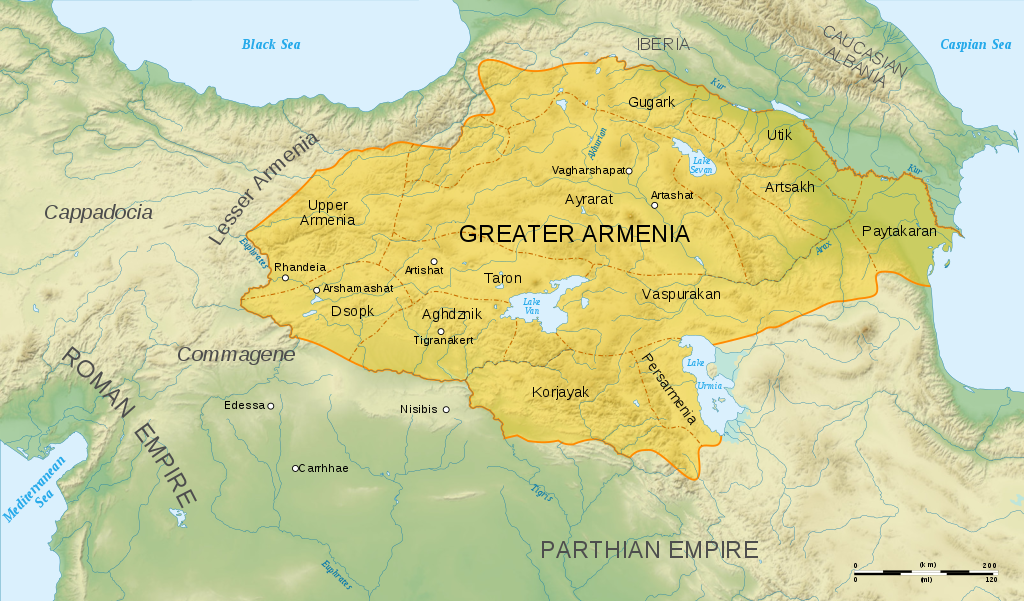 Black Sea
IBERIA
CAUCASIAN
ALBANIA
Caspian Sea
Kur
Gugark
Utik
Akhurian
Lesser Armenia
Lake
Sevan
Vagharshapat
Kur
Artsakh
Artashat
Ayrarat
Cappadocia
Upper
Armenia
GREATER ARMENIA
Paytakaran
Euphrates
Arax
Rhandeia
Artishat
Taron
Arshamashat
Vaspurakan
Lake
Van
Dsopk
Aghdznik
Tigranakert
Commagene
Lake
Urmia
Persarmenia
Korjayak
ROMAN EMPIRE
Edessa
Nisibis
Carrhhae
Mediterranean
Sea
Tigris
PARTHIAN EMPIRE
Euphrates
0 (km) 200
0 (mi) 120